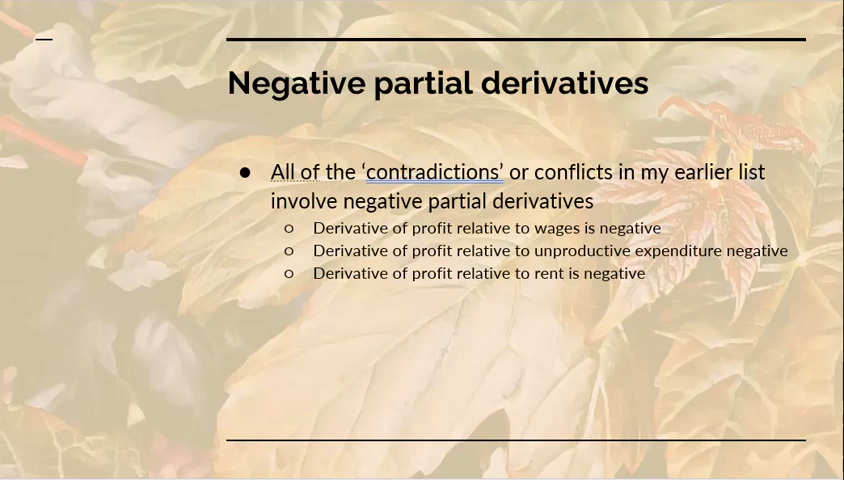 Negative partial derivatives
● All of the ‘contradictions’ or conflicts in my earlier list
involve negative partial derivatives
○ Derivative of profit relative to wages is negative
○ Derivative of profit relative to unproductive expenditure negative
○ Derivative of profit relative to rent is negative